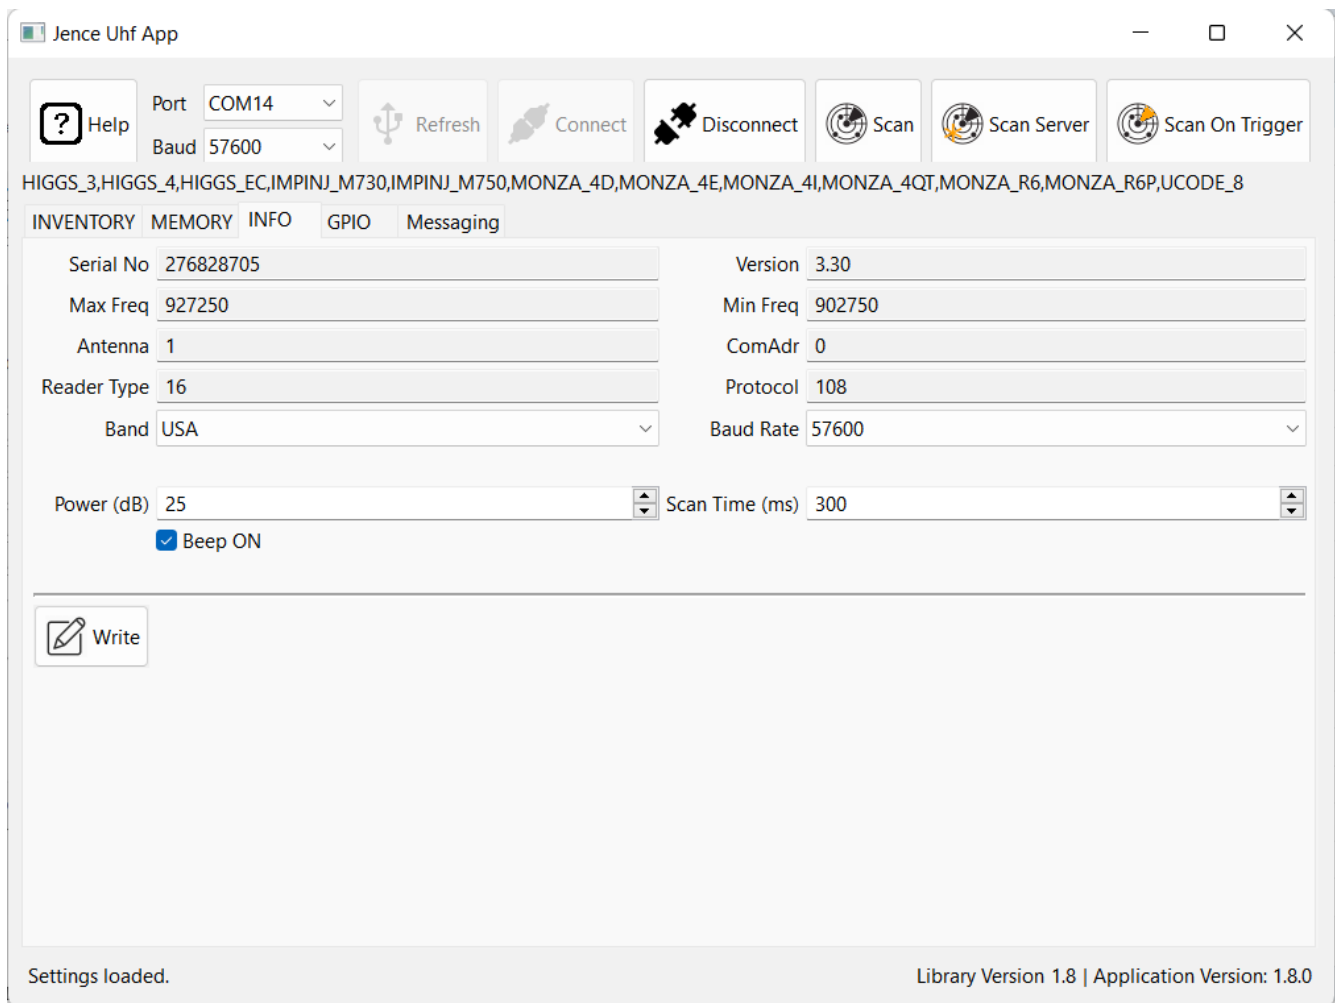 Jence Uhf App
Help
Port COM14
Baud 57600
Refresh
Connect
Disconnect
Scan
Scan Server
Scan On Trigger
HIGGS_3,HIGGS_4,HIGGS_EC,IMPINJ_M730,IMPINJ_M750,MONZA_4D,MONZA_4E,MONZA_4I,MONZA_4QT,MONZA_R6,MONZA_R6P,UCODE_8
INVENTORY MEMORY INFO GPIO Messaging
Serial No 276828705 Version 3.30
Max Freq 927250 Min Freq 902750
Antenna 1 ComAdr 0
Reader Type 16 Protocol 108
Band USA Baud Rate 57600
Power (dB) 25 Scan Time (ms) 300
Beep ON
Write
Settings loaded. Library Version 1.8 | Application Version: 1.8.0